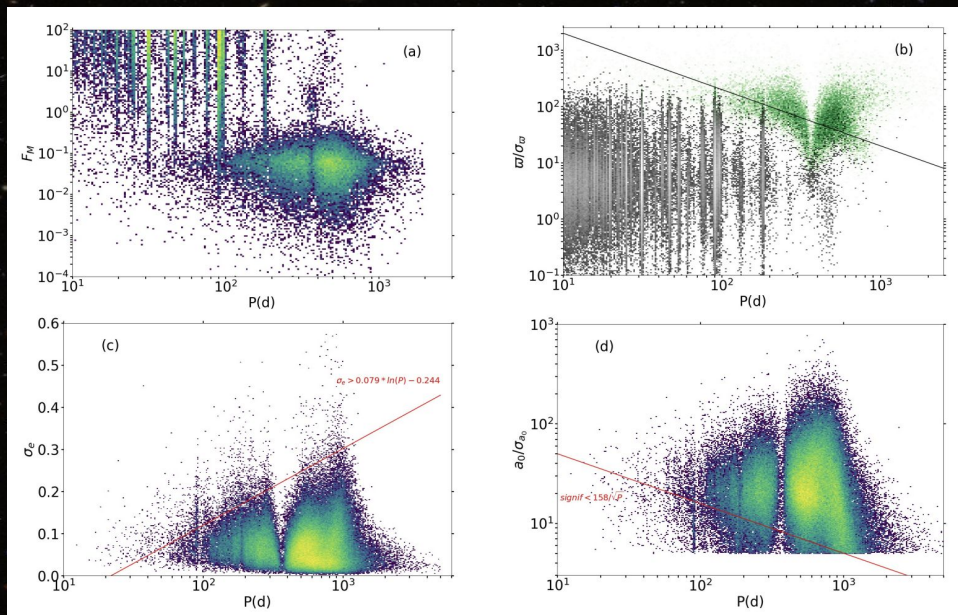 (a)
F_M
10^2
10^1
10^0
10^-1
10^-2
10^-3
10^-4
10^1
10^2
10^3
P(d)
(b)
ϖ/σ_ϖ
10^3
10^2
10^1
10^0
10^-1
10^1
10^2
10^3
P(d)
(c)
σ_e
0.6
0.5
0.4
0.3
0.2
0.1
0.0
σ_e > 0.079 * ln(P) − 0.244
10^1
10^2
10^3
P(d)
(d)
a_0/σ_a_0
10^3
10^2
10^1
signif < 158/√P
10^1
10^2
10^3
P(d)